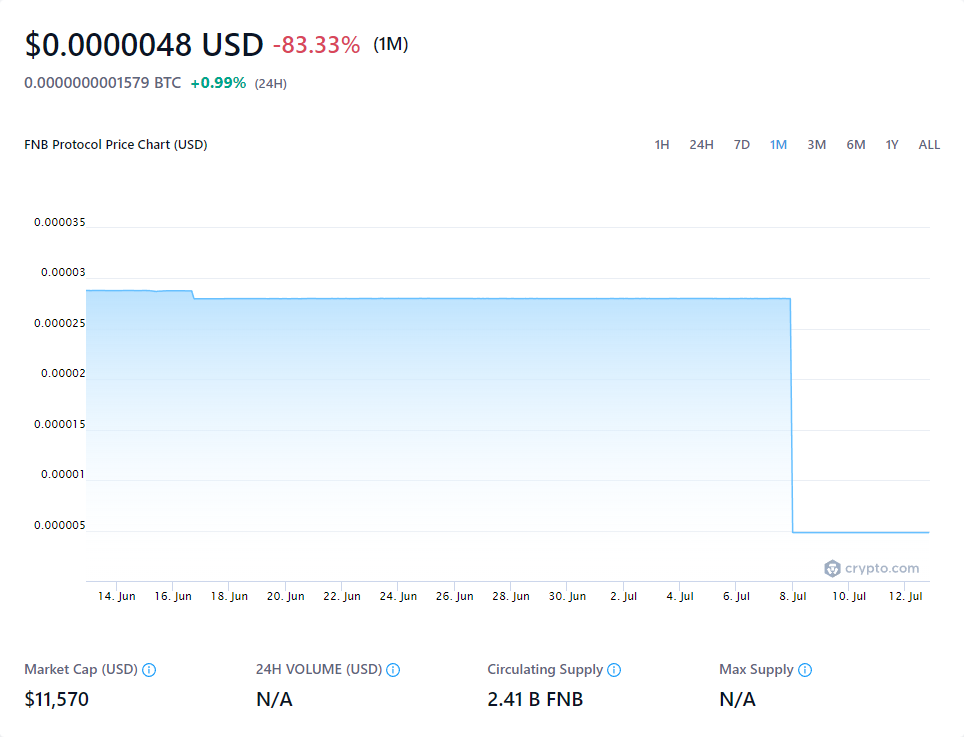 $0.0000048 USD -83.33% (1M)
0.0000000001579 BTC +0.99% (24H)
FNB Protocol Price Chart (USD) 1H 24H 7D 1M 3M 6M 1Y ALL
0.000035
0.00003
0.000025
0.00002
0.000015
0.00001
0.000005
crypto.com
14. Jun 16. Jun 18. Jun 20. Jun 22. Jun 24. Jun 26. Jun 28. Jun 30. Jun 2. Jul 4. Jul 6. Jul 8. Jul 10. Jul 12. Jul
Market Cap (USD) 24H VOLUME (USD) Circulating Supply Max Supply
$11,570 N/A 2.41 B FNB N/A